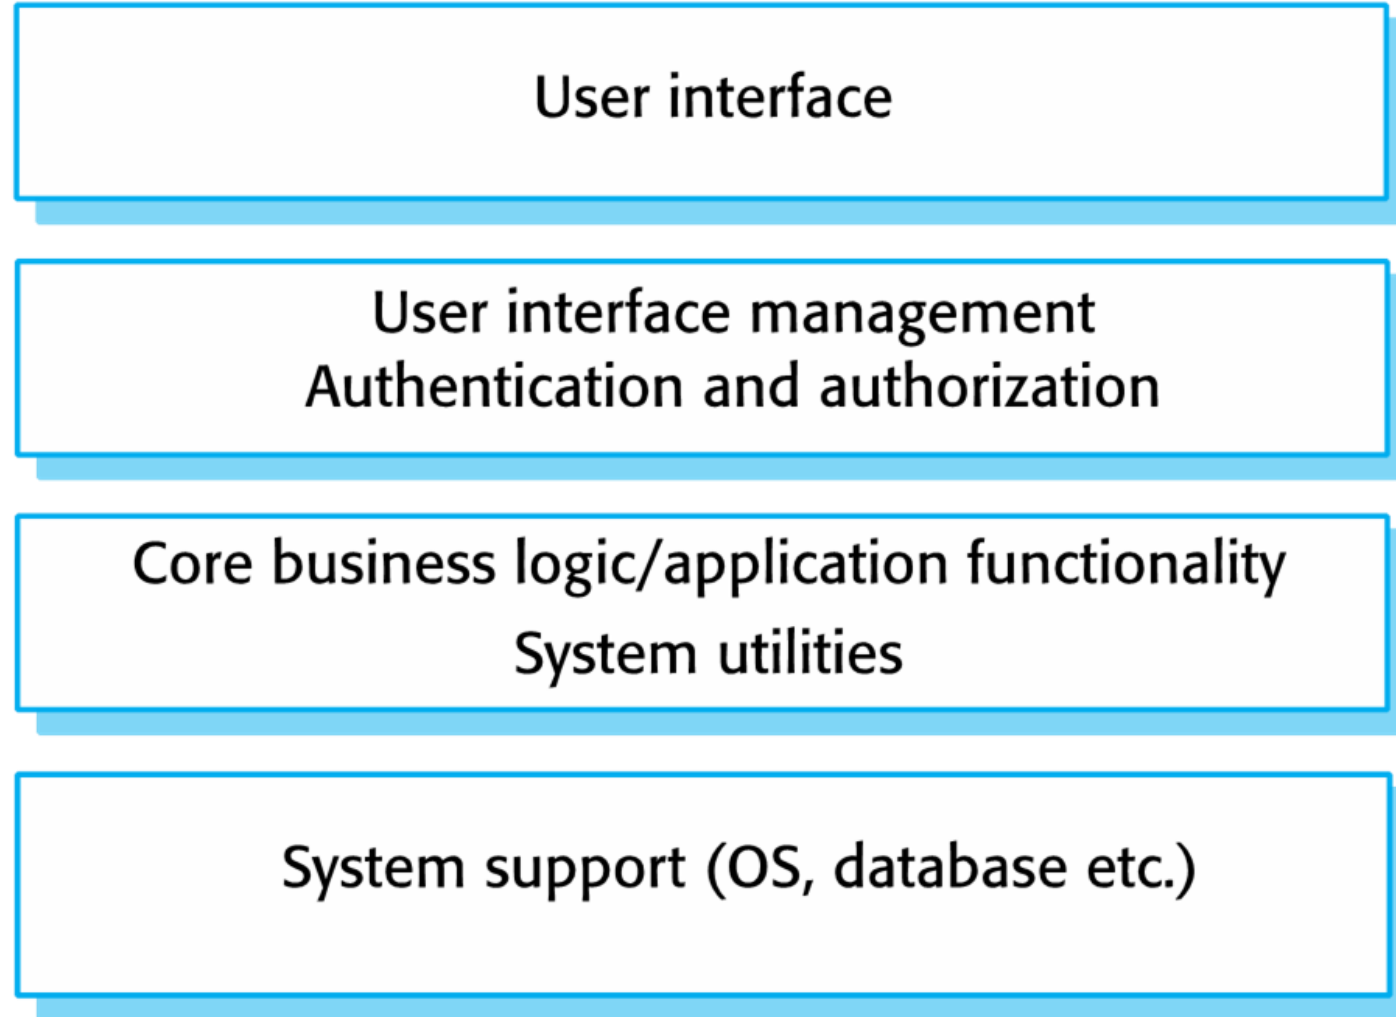 User interface
User interface management
Authentication and authorization
Core business logic/application functionality
System utilities
System support (OS, database etc.)